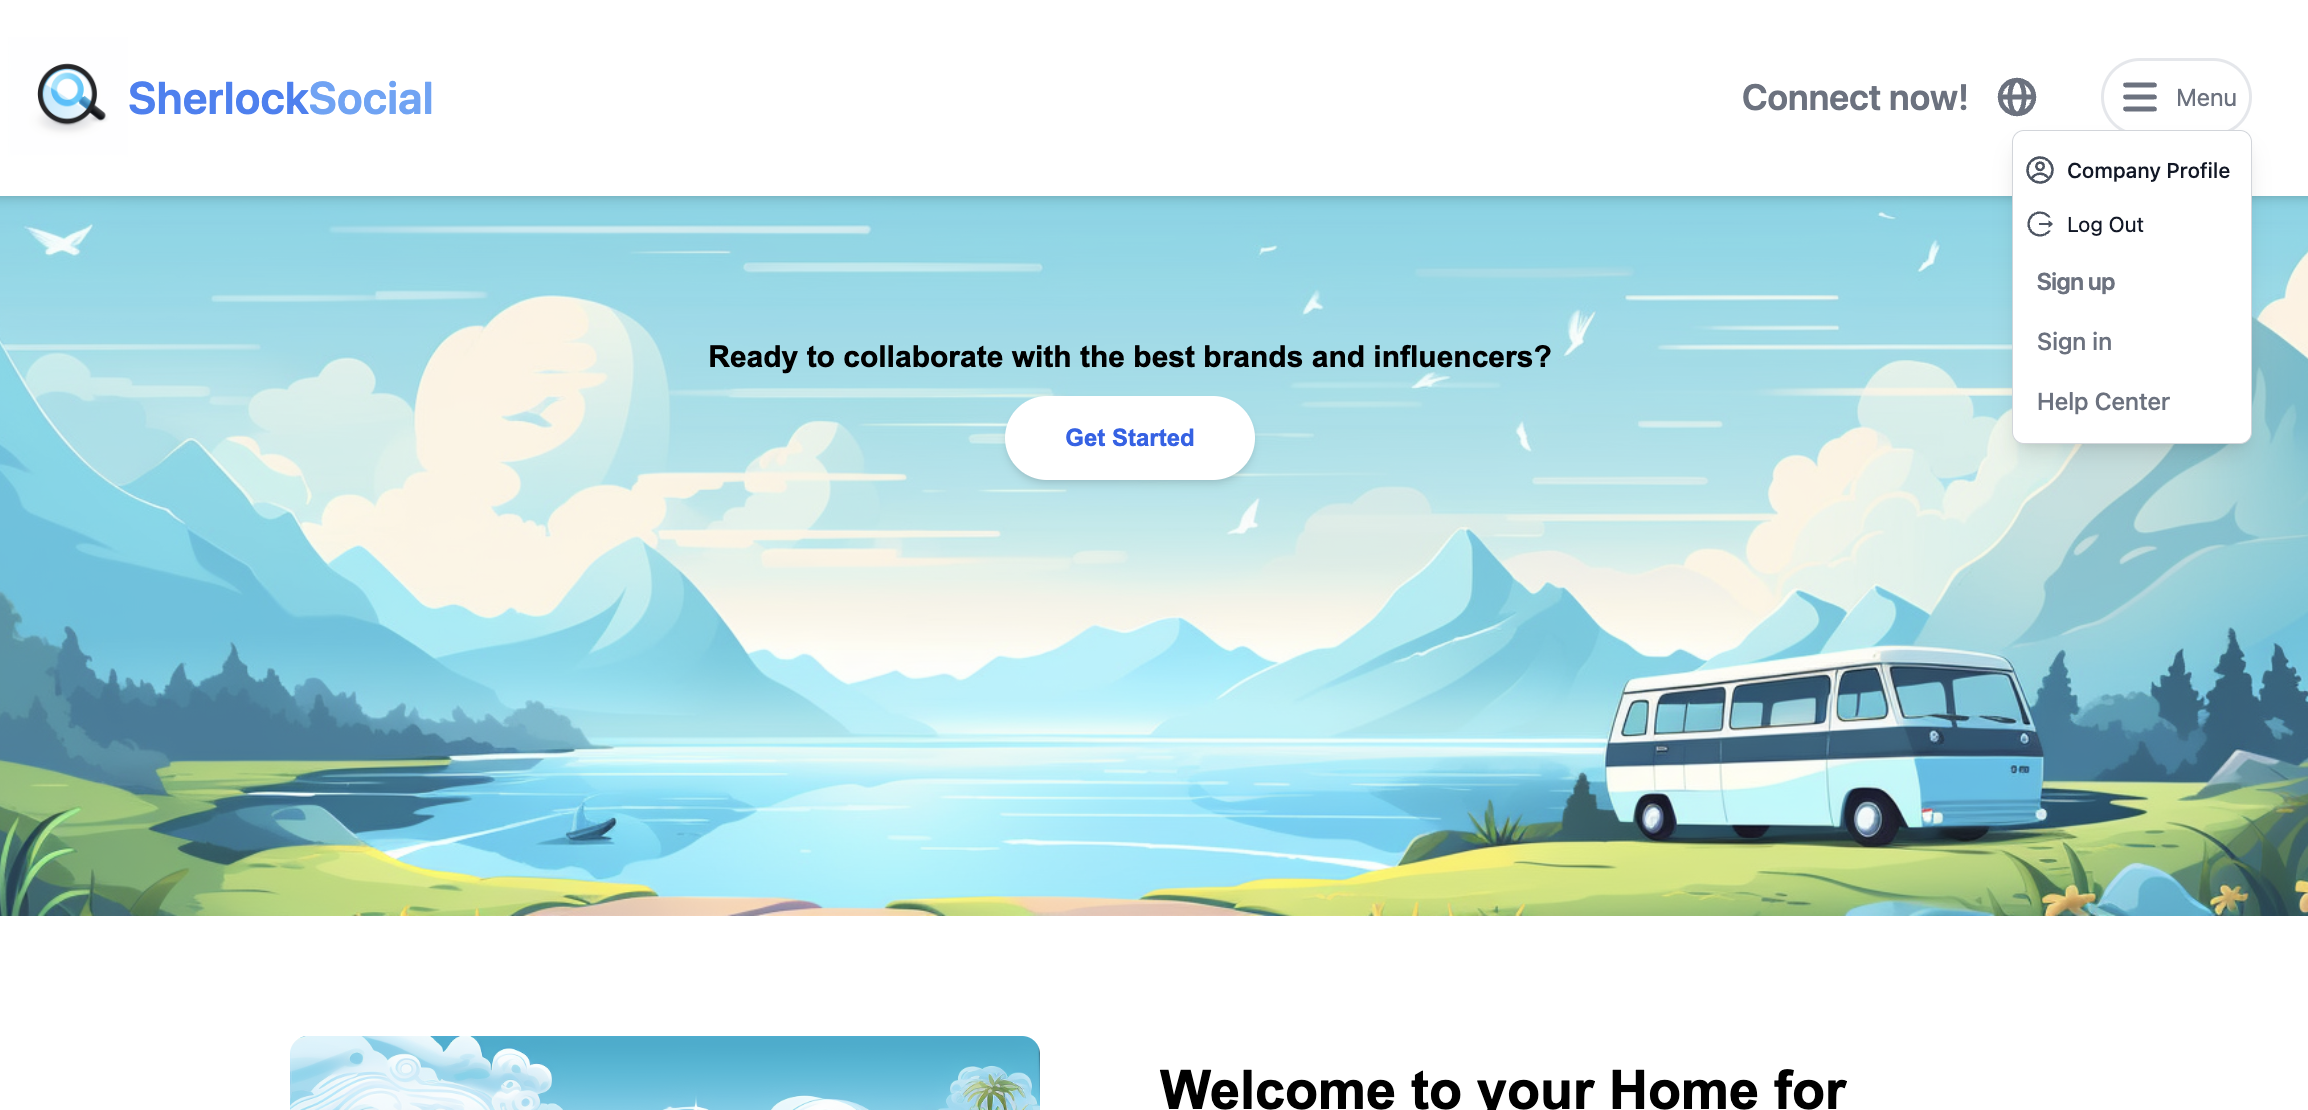 SherlockSocial
Connect now!
Menu
Company Profile
Log Out
Sign up
Sign in
Help Center
Ready to collaborate with the best brands and influencers?
Get Started
Welcome to your Home for